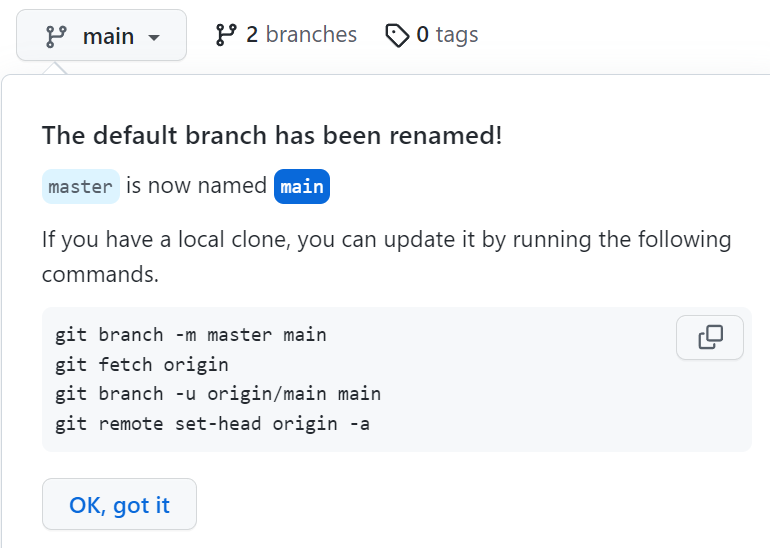 main 2 branches 0 tags
The default branch has been renamed!
master is now named main
If you have a local clone, you can update it by running the following
commands.
git branch -m master main
git fetch origin
git branch -u origin/main main
git remote set-head origin -a
OK, got it